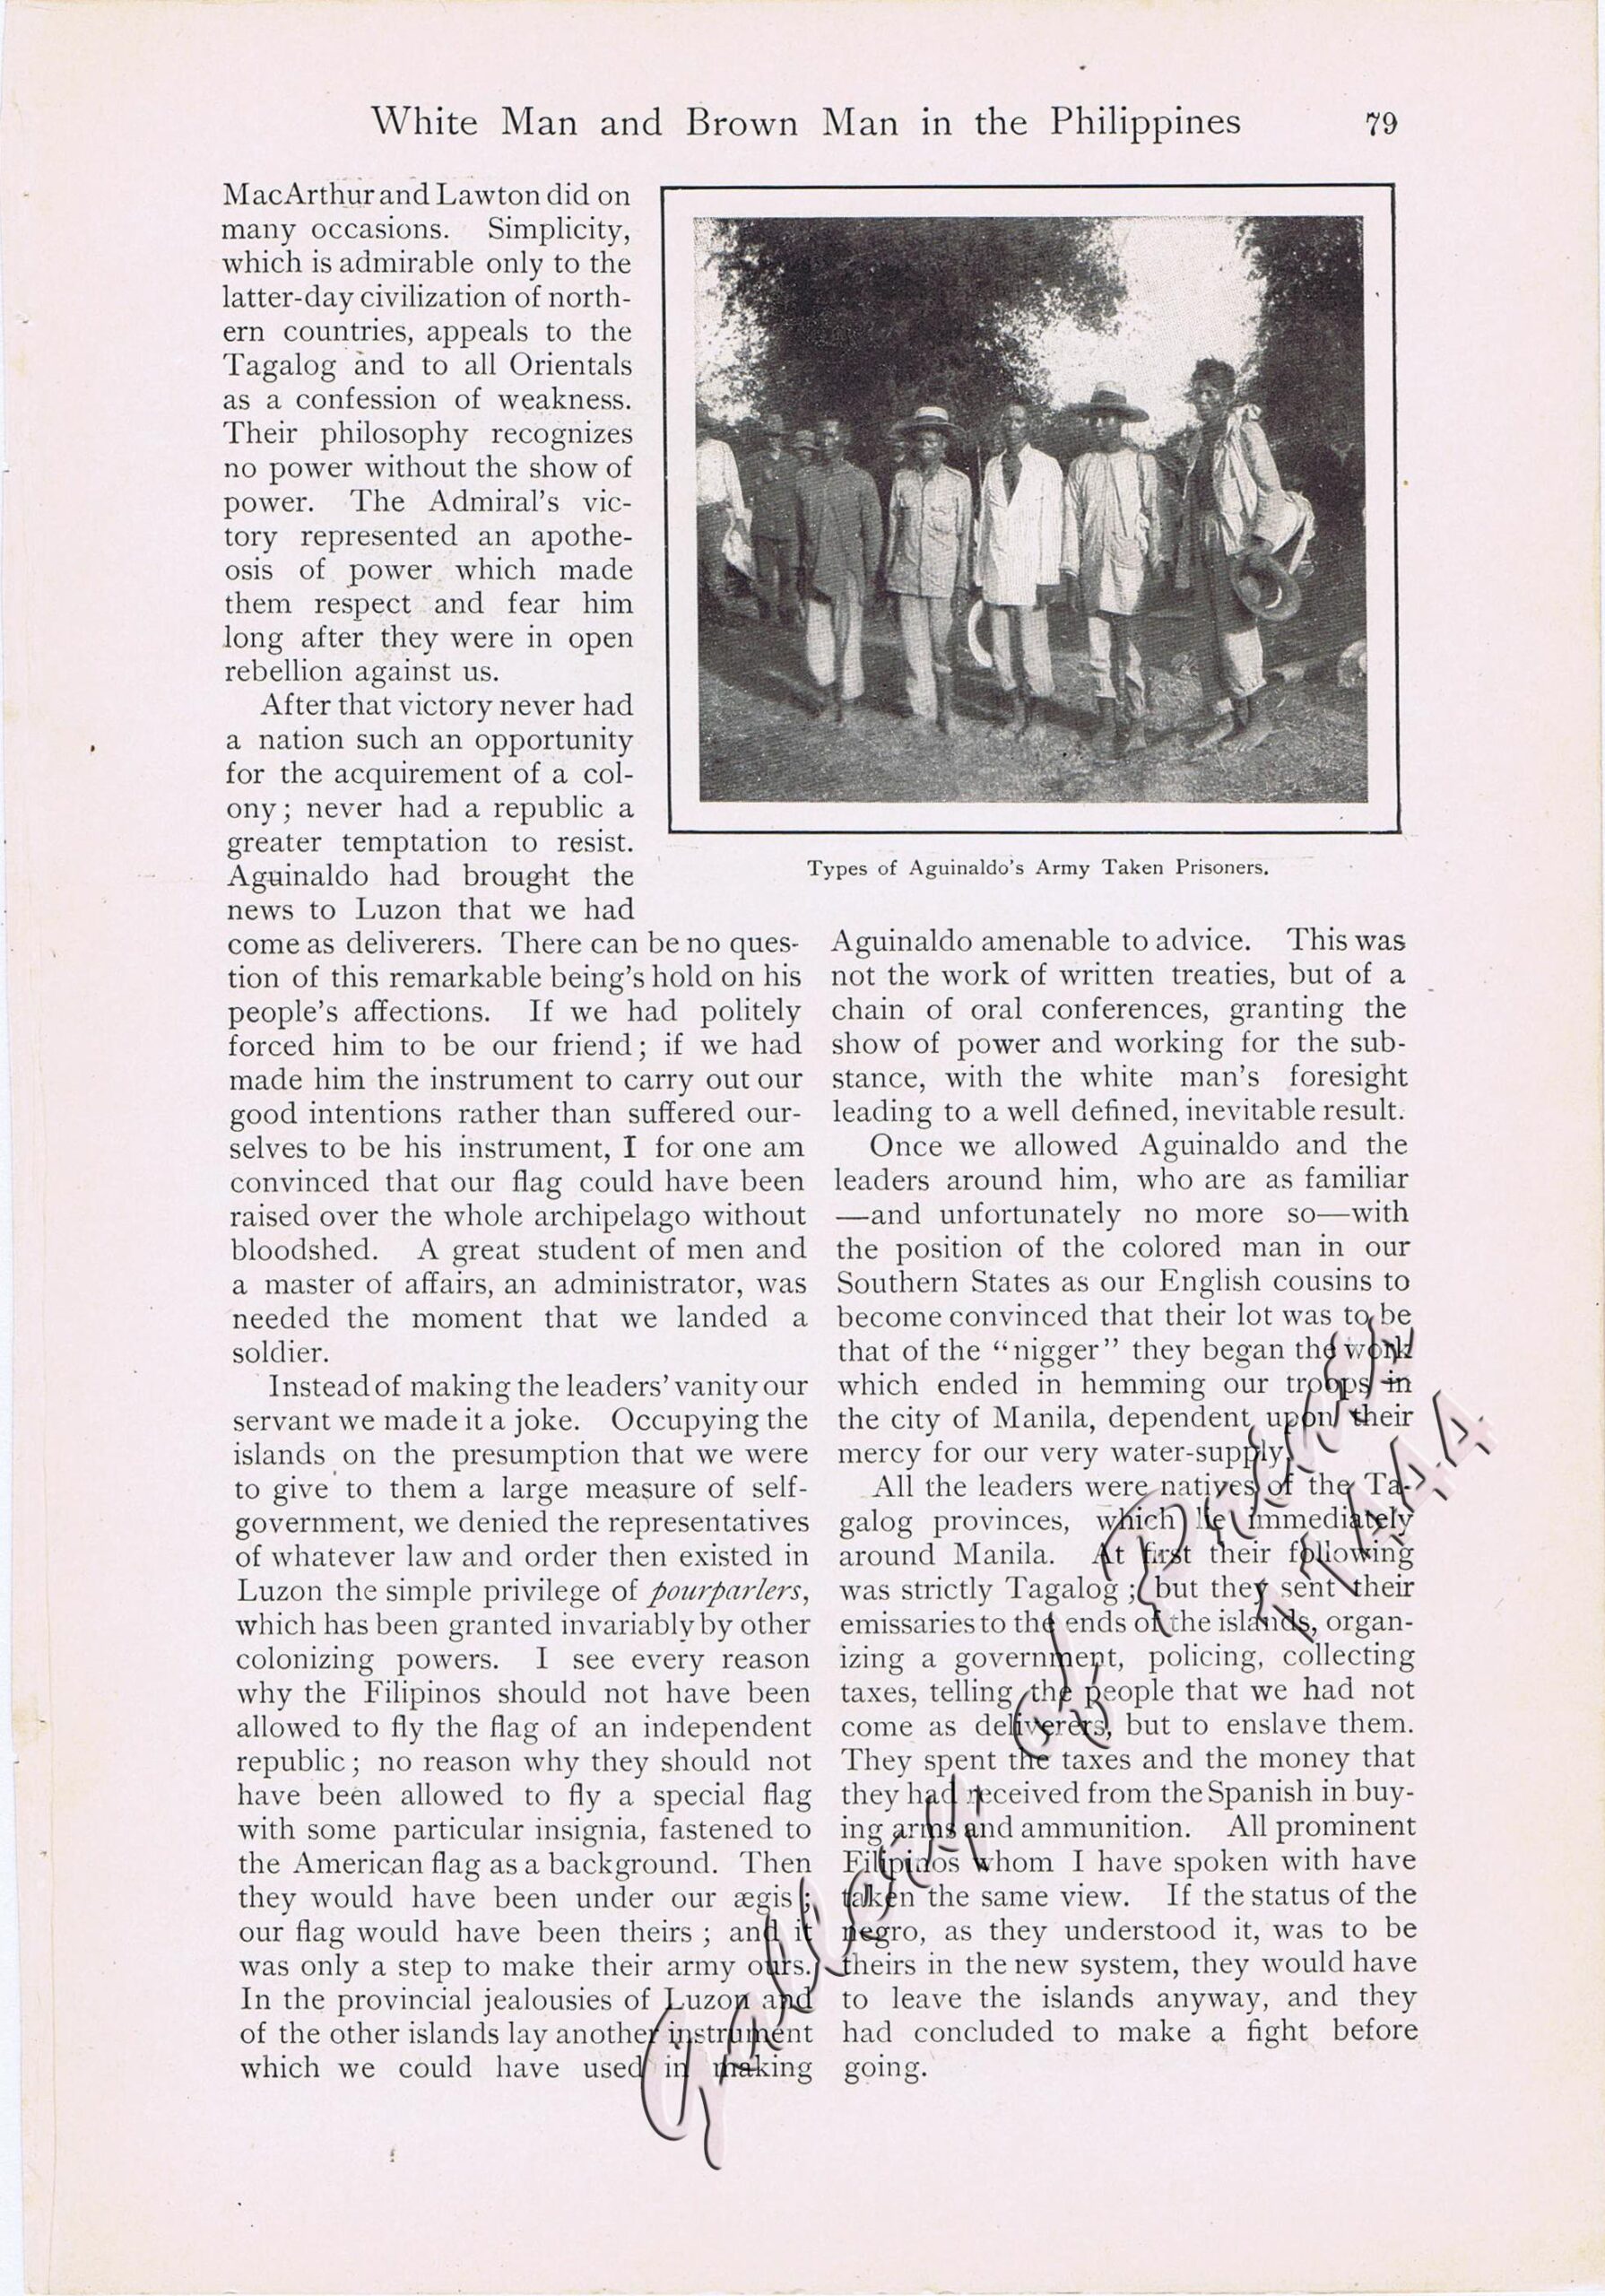 White Man and Brown Man in the Philippines 79
MacArthur and Lawton did on
many occasions. Simplicity,
which is admirable only to the
latter-day civilization of north-
ern countries, appeals to the
Tagalog and to all Orientals
as a confession of weakness.
Their philosophy recognizes
no power without the show of
power. The Admiral's vic-
tory represented an apothe-
osis of power which made
them respect and fear him
long after they were in open
rebellion against us.
After that victory never had
a nation such an opportunity
for the acquirement of a col-
ony; never had a republic a
greater temptation to resist.
Aguinaldo had brought the
news to Luzon that we had
come as deliverers. There can be no ques-
tion of this remarkable being's hold on his
people's affections. If we had politely
forced him to be our friend; if we had
made him the instrument to carry out our
good intentions rather than suffered our-
selves to be his instrument, I for one am
convinced that our flag could have been
raised over the whole archipelago without
bloodshed. A great student of men and
a master of affairs, an administrator, was
needed the moment that we landed a
soldier.
Instead of making the leaders' vanity our
servant we made it a joke. Occupying the
islands on the presumption that we were
to give to them a large measure of self-
government, we denied the representatives
of whatever law and order then existed in
Luzon the simple privilege of pourparlers,
which has been granted invariably by other
colonizing powers. I see every reason
why the Filipinos should not have been
allowed to fly the flag of an independent
republic; no reason why they should not
have been allowed to fly a special flag
with some particular insignia, fastened to
the American flag as a background. Then
they would have been under our ægis;
our flag would have been theirs; and it
was only a step to make their army ours.
In the provincial jealousies of Luzon and
of the other islands lay another instrument
which we could have used in making
Types of Aguinaldo's Army Taken Prisoners.
Aguinaldo amenable to advice. This was
not the work of written treaties, but of a
chain of oral conferences, granting the
show of power and working for the sub-
stance, with the white man's foresight
leading to a well defined, inevitable result.
Once we allowed Aguinaldo and the
leaders around him, who are as familiar
—and unfortunately no more so—with
the position of the colored man in our
Southern States as our English cousins to
become convinced that their lot was to be
that of the "nigger" they began the work
which ended in hemming our troops in
the city of Manila, dependent upon their
mercy for our very water-supply.
All the leaders were natives of the Ta-
galog provinces, which lie immediately
around Manila. At first their following
was strictly Tagalog; but they sent their
emissaries to the ends of the islands, organ-
izing a government, policing, collecting
taxes, telling the people that we had not
come as deliverers, but to enslave them.
They spent the taxes and the money that
they had received from the Spanish in buy-
ing arms and ammunition. All prominent
Filipinos whom I have spoken with have
taken the same view. If the status of the
negro, as they understood it, was to be
theirs in the new system, they would have
to leave the islands anyway, and they
had concluded to make a fight before
going.